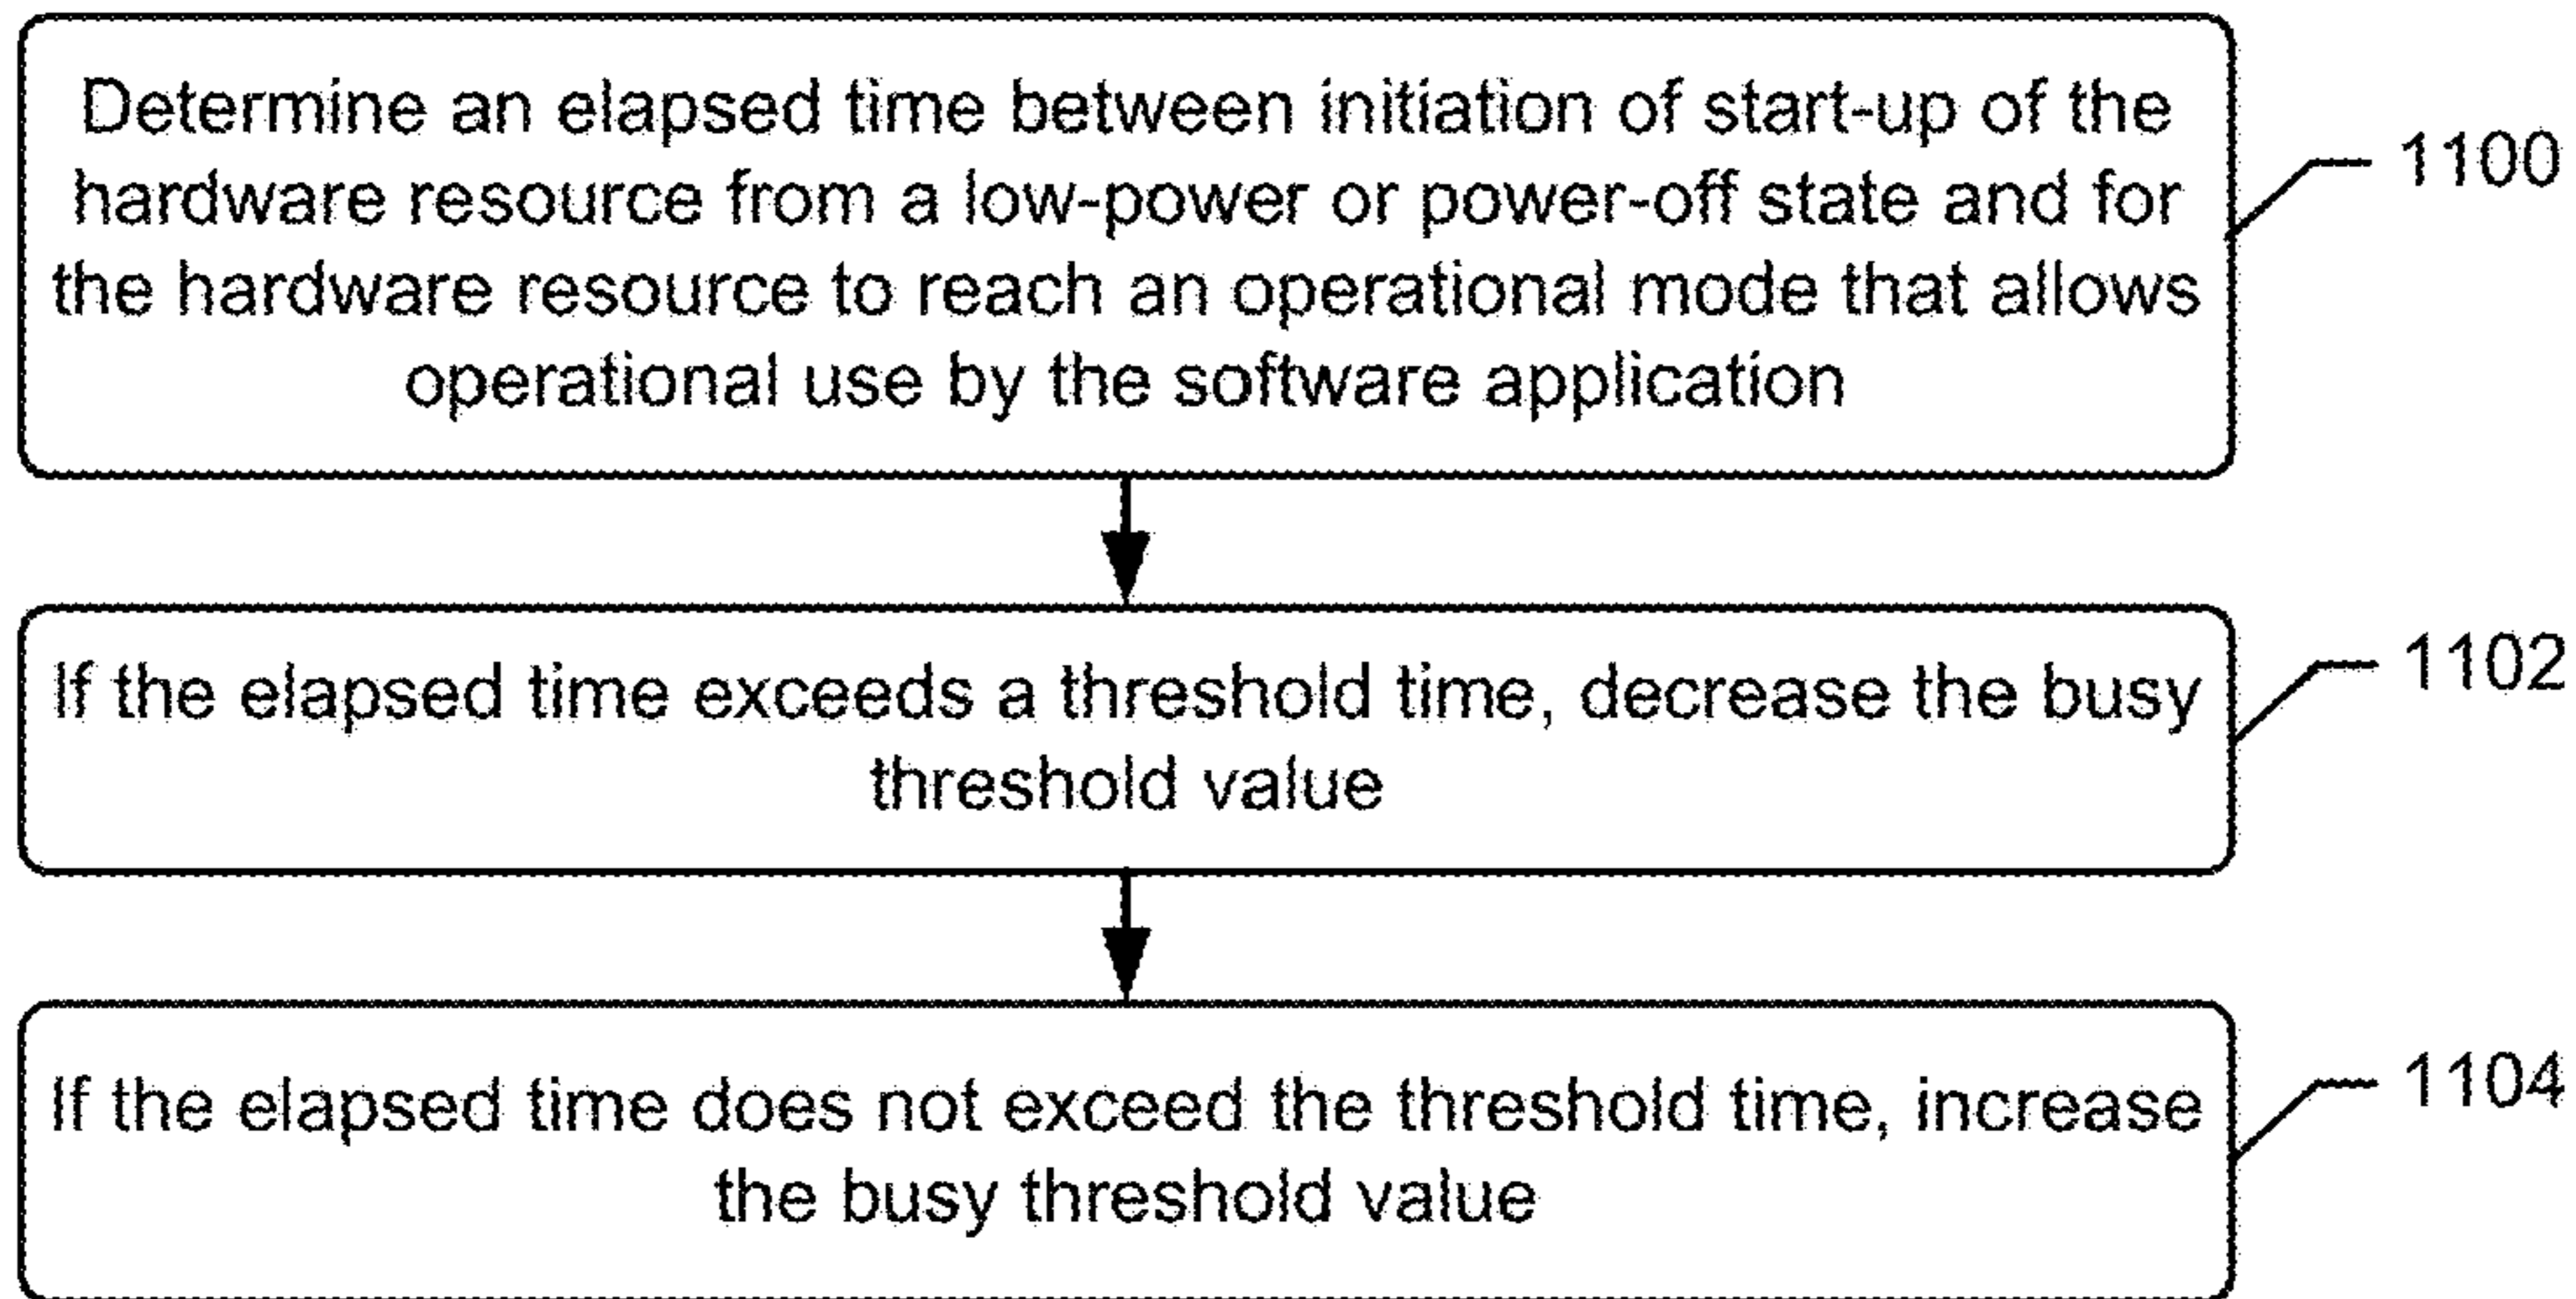 Determine an elapsed time between initiation of start-up of the
hardware resource from a low-power or power-off state and for
the hardware resource to reach an operational mode that allows
operational use by the software application
1100
If the elapsed time exceeds a threshold time, decrease the busy
threshold value
1102
If the elapsed time does not exceed the threshold time, increase
the busy threshold value
1104